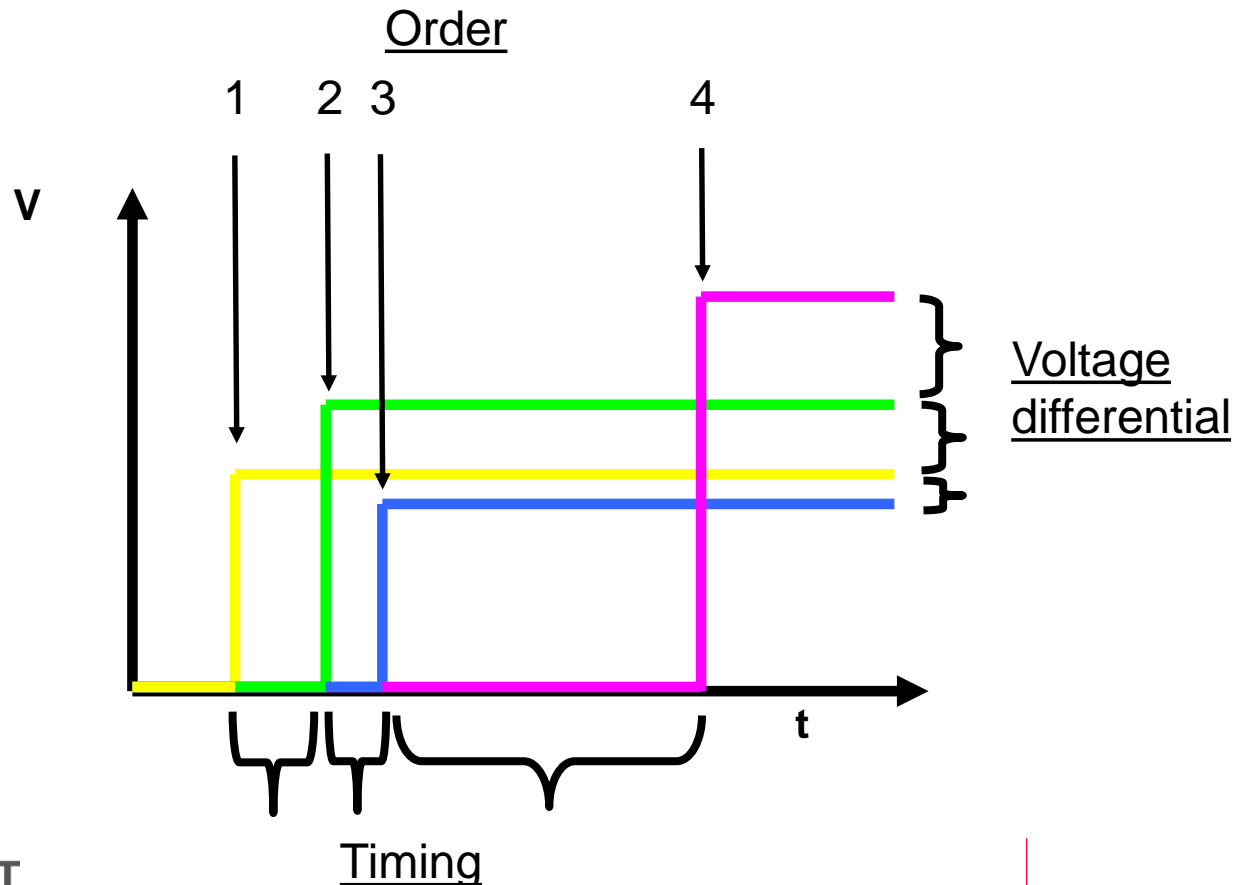 Order
1 2 3 4
V
Voltage
differential
t
Timing
T